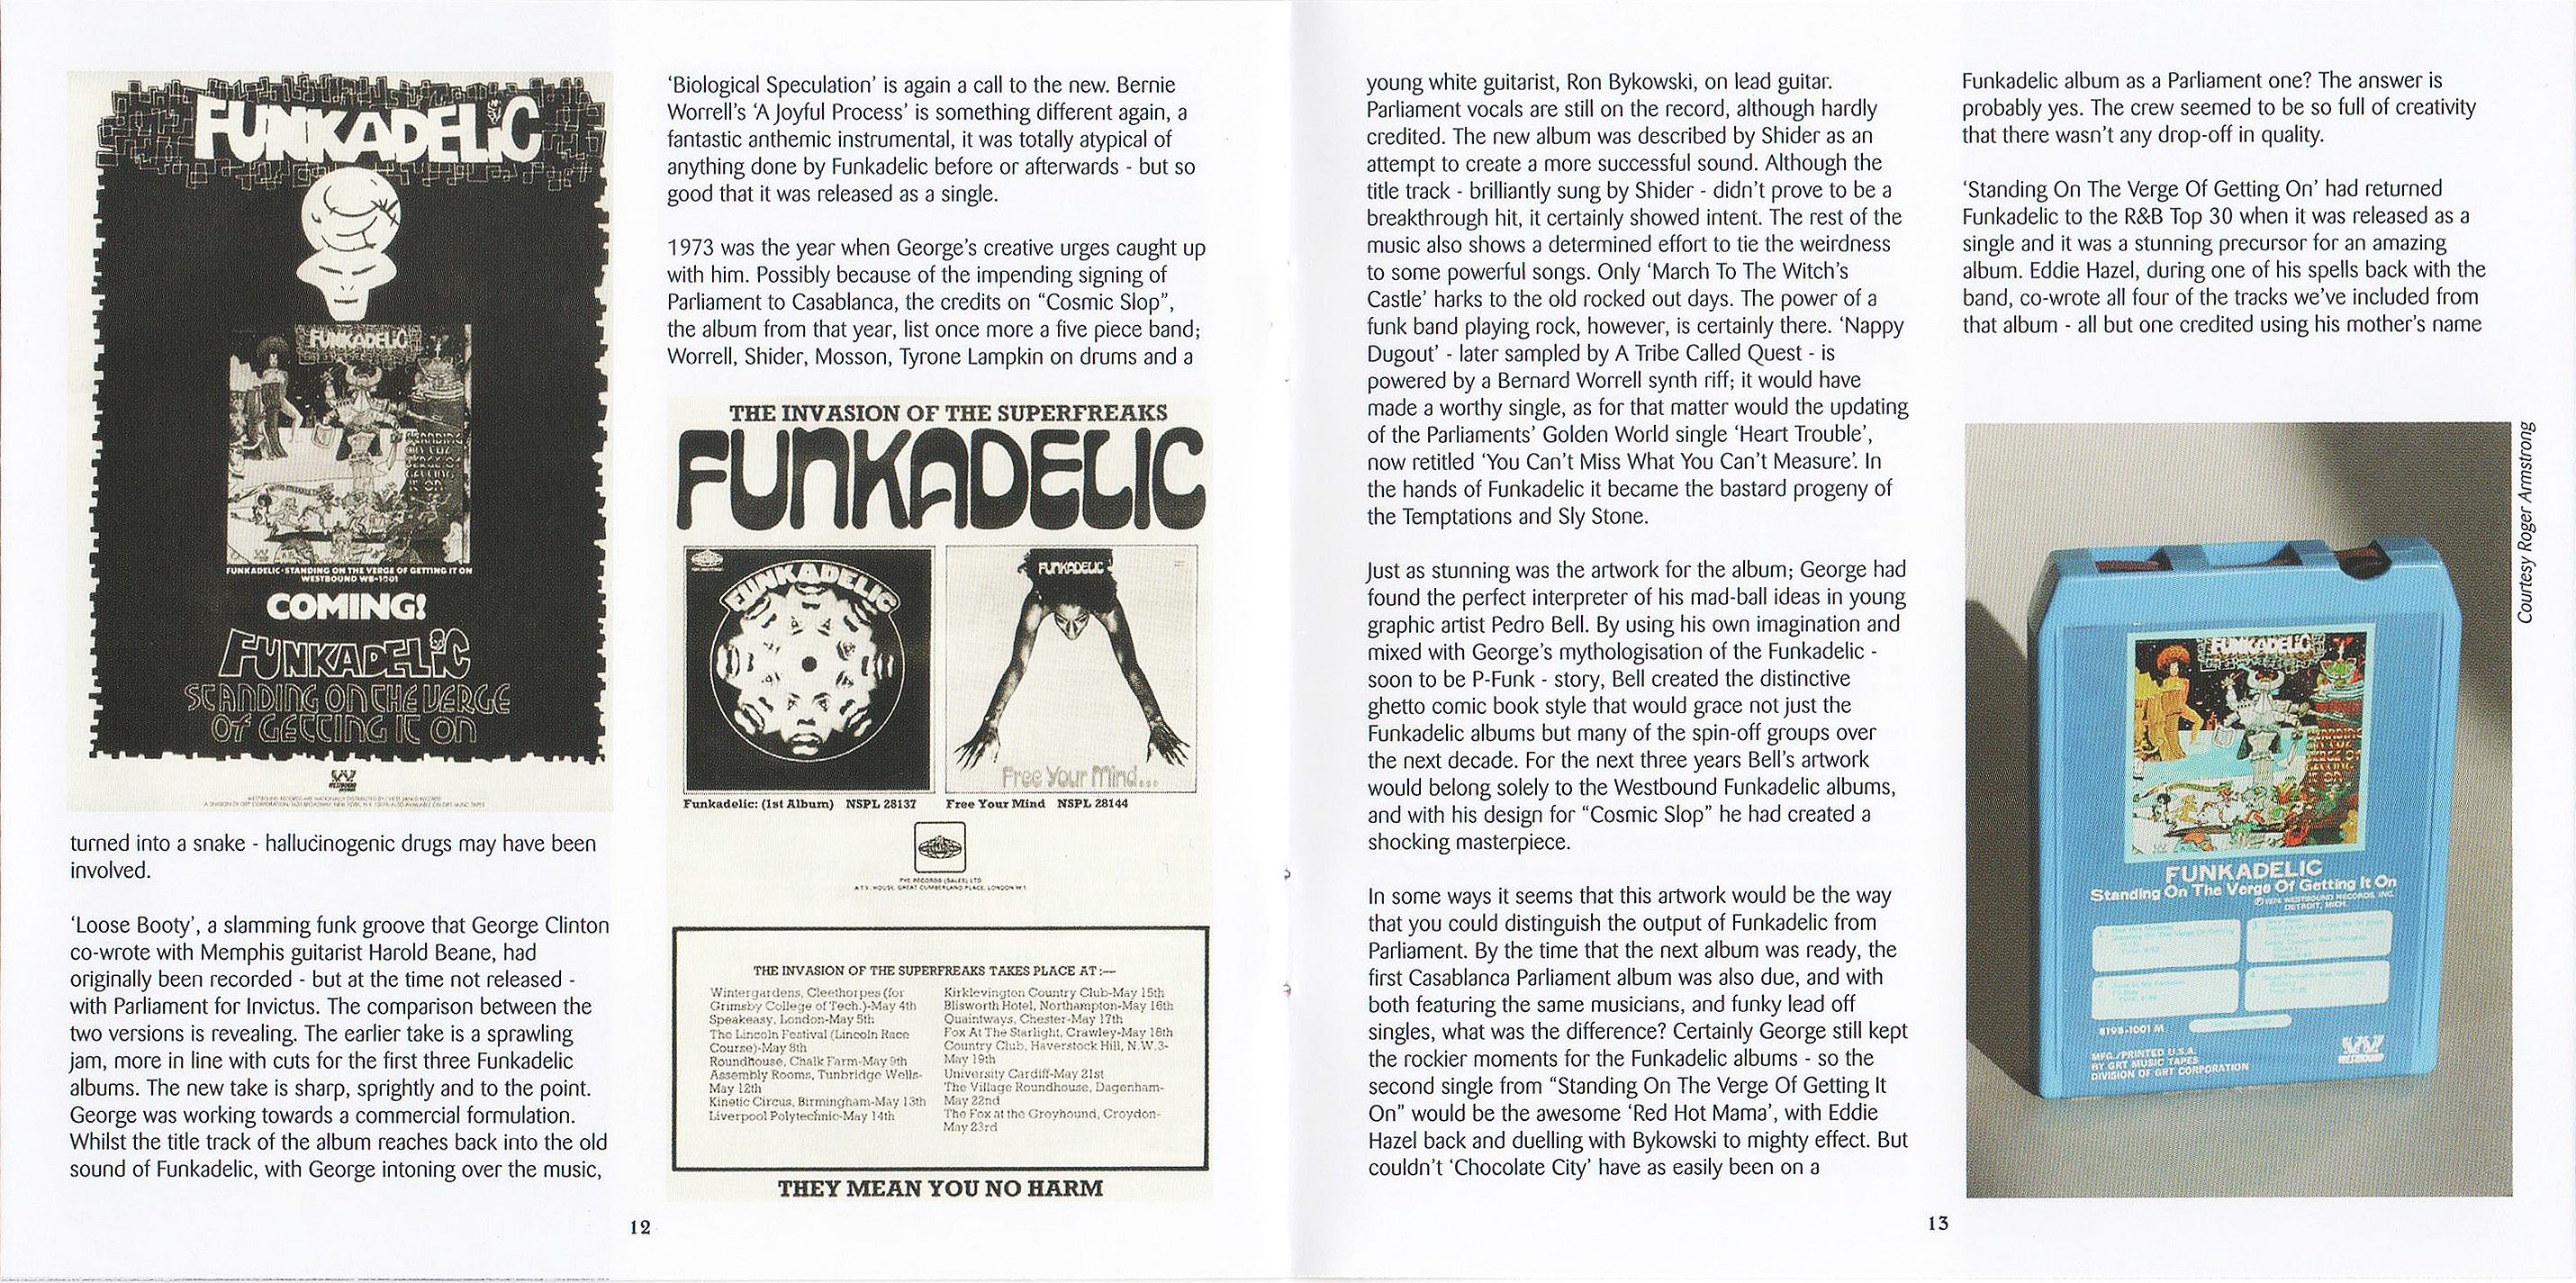 FUNKADELIC
FUNKADELIC
FUNKADELIC · STANDING ON THE VERGE OF GETTING IT ON
WESTBOUND WB-1001
COMING!
FUNKADELIC
STANDING ON THE VERGE
OF GETTING IT ON
WESTBOUND
turned into a snake - hallucinogenic drugs may have been
involved.
‘Loose Booty’, a slamming funk groove that George Clinton
co-wrote with Memphis guitarist Harold Beane, had
originally been recorded - but at the time not released -
with Parliament for Invictus. The comparison between the
two versions is revealing. The earlier take is a sprawling
jam, more in line with cuts for the first three Funkadelic
albums. The new take is sharp, sprightly and to the point.
George was working towards a commercial formulation.
Whilst the title track of the album reaches back into the old
sound of Funkadelic, with George intoning over the music,
‘Biological Speculation’ is again a call to the new. Bernie
Worrell’s ‘A Joyful Process’ is something different again, a
fantastic anthemic instrumental, it was totally atypical of
anything done by Funkadelic before or afterwards - but so
good that it was released as a single.
1973 was the year when George’s creative urges caught up
with him. Possibly because of the impending signing of
Parliament to Casablanca, the credits on “Cosmic Slop”,
the album from that year, list once more a five piece band;
Worrell, Shider, Mosson, Tyrone Lampkin on drums and a
THE INVASION OF THE SUPERFREAKS
FUNKADELIC
FUNKADELIC
FUNKADELIC
Free Your Mind...
Funkadelic: (1st Album) NSPL 28137
Free Your Mind NSPL 28144
PYE RECORDS (SALES) LTD
A.T.V. HOUSE, GREAT CUMBERLAND PLACE, LONDON W1
THE INVASION OF THE SUPERFREAKS TAKES PLACE AT :—
Wintergardens, Cleethorpes (for
Grimsby College of Tech.)-May 4th
Speakeasy, London-May 5th
The Lincoln Festival (Lincoln Race
Course)-May 8th
Roundhouse, Chalk Farm-May 9th
Assembly Rooms, Tunbridge Wells-
May 12th
Kinetic Circus, Birmingham-May 13th
Liverpool Polytechnic-May 14th
Kirklevington Country Club-May 15th
Blisworth Hotel, Northampton-May 16th
Quaintways, Chester-May 17th
Fox At The Starlight, Crawley-May 18th
Country Club, Haverstock Hill, N.W.3-
May 19th
University Cardiff-May 21st
The Village Roundhouse, Dagenham-
May 22nd
The Fox at the Greyhound, Croydon-
May 23rd
THEY MEAN YOU NO HARM
12
young white guitarist, Ron Bykowski, on lead guitar.
Parliament vocals are still on the record, although hardly
credited. The new album was described by Shider as an
attempt to create a more successful sound. Although the
title track - brilliantly sung by Shider - didn’t prove to be a
breakthrough hit, it certainly showed intent. The rest of the
music also shows a determined effort to tie the weirdness
to some powerful songs. Only ‘March To The Witch’s
Castle’ harks to the old rocked out days. The power of a
funk band playing rock, however, is certainly there. ‘Nappy
Dugout’ - later sampled by A Tribe Called Quest - is
powered by a Bernard Worrell synth riff; it would have
made a worthy single, as for that matter would the updating
of the Parliaments’ Golden World single ‘Heart Trouble’,
now retitled ‘You Can’t Miss What You Can’t Measure’. In
the hands of Funkadelic it became the bastard progeny of
the Temptations and Sly Stone.
Just as stunning was the artwork for the album; George had
found the perfect interpreter of his mad-ball ideas in young
graphic artist Pedro Bell. By using his own imagination and
mixed with George’s mythologisation of the Funkadelic -
soon to be P-Funk - story, Bell created the distinctive
ghetto comic book style that would grace not just the
Funkadelic albums but many of the spin-off groups over
the next decade. For the next three years Bell’s artwork
would belong solely to the Westbound Funkadelic albums,
and with his design for “Cosmic Slop” he had created a
shocking masterpiece.
In some ways it seems that this artwork would be the way
that you could distinguish the output of Funkadelic from
Parliament. By the time that the next album was ready, the
first Casablanca Parliament album was also due, and with
both featuring the same musicians, and funky lead off
singles, what was the difference? Certainly George still kept
the rockier moments for the Funkadelic albums - so the
second single from “Standing On The Verge Of Getting It
On” would be the awesome ‘Red Hot Mama’, with Eddie
Hazel back and duelling with Bykowski to mighty effect. But
couldn’t ‘Chocolate City’ have as easily been on a
Funkadelic album as a Parliament one? The answer is
probably yes. The crew seemed to be so full of creativity
that there wasn’t any drop-off in quality.
‘Standing On The Verge Of Getting On’ had returned
Funkadelic to the R&B Top 30 when it was released as a
single and it was a stunning precursor for an amazing
album. Eddie Hazel, during one of his spells back with the
band, co-wrote all four of the tracks we’ve included from
that album - all but one credited using his mother’s name
Courtesy Roger Armstrong
FUNKADELIC
FUNKADELIC
Standing On The Verge Of Getting It On
℗1974 WESTBOUND RECORDS, INC.
DETROIT, MICH.
8198-1001 M
MFG./PRINTED U.S.A.
BY GRT MUSIC TAPES
DIVISION OF GRT CORPORATION
WESTBOUND
13